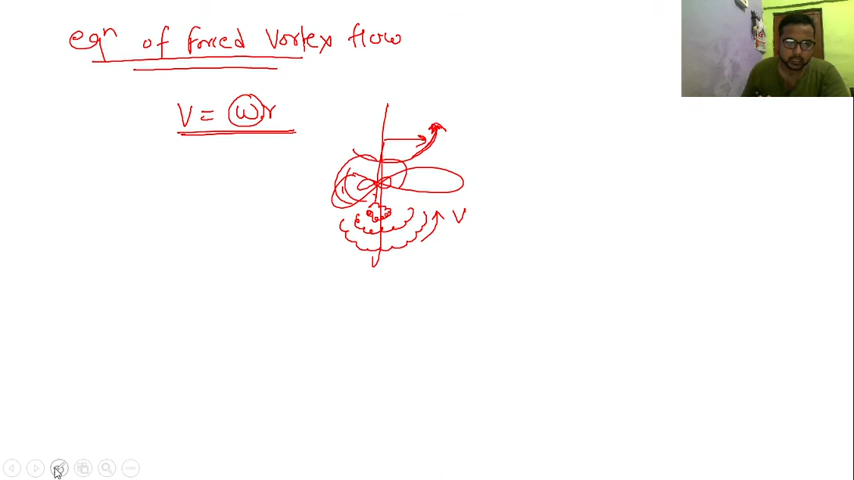 eqn of forced Vortex flow
V = ωr
V